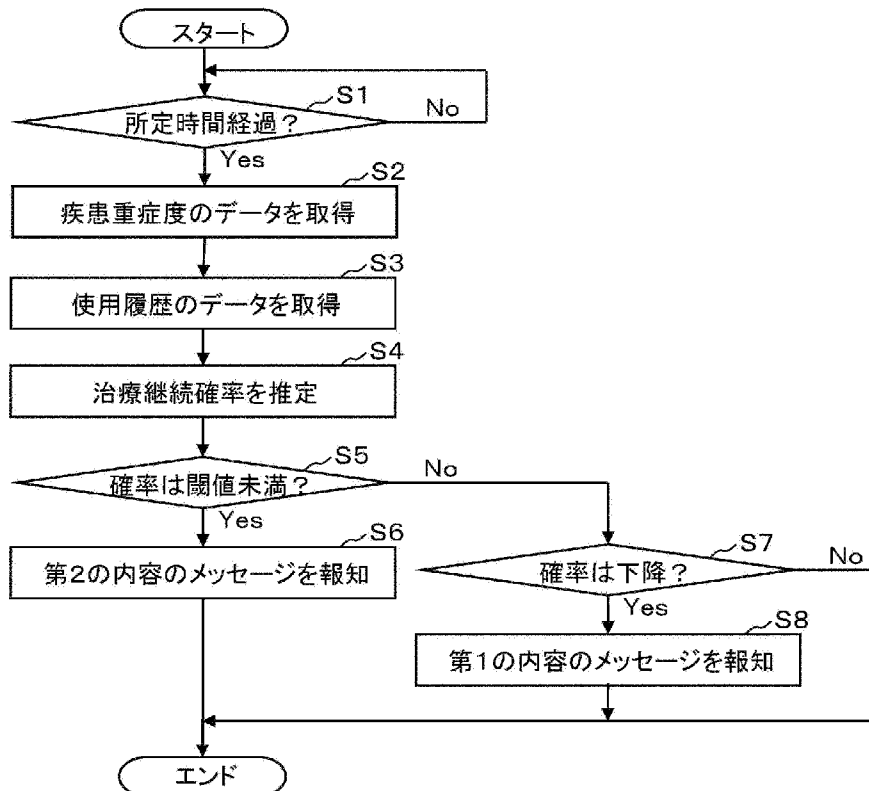 スタート
S1
所定時間経過?
No
Yes
S2
疾患重症度のデータを取得
S3
使用履歴のデータを取得
S4
治療継続確率を推定
S5
確率は閾値未満?
No
Yes
S6
第2の内容のメッセージを報知
S7
確率は下降?
No
Yes
S8
第1の内容のメッセージを報知
エンド